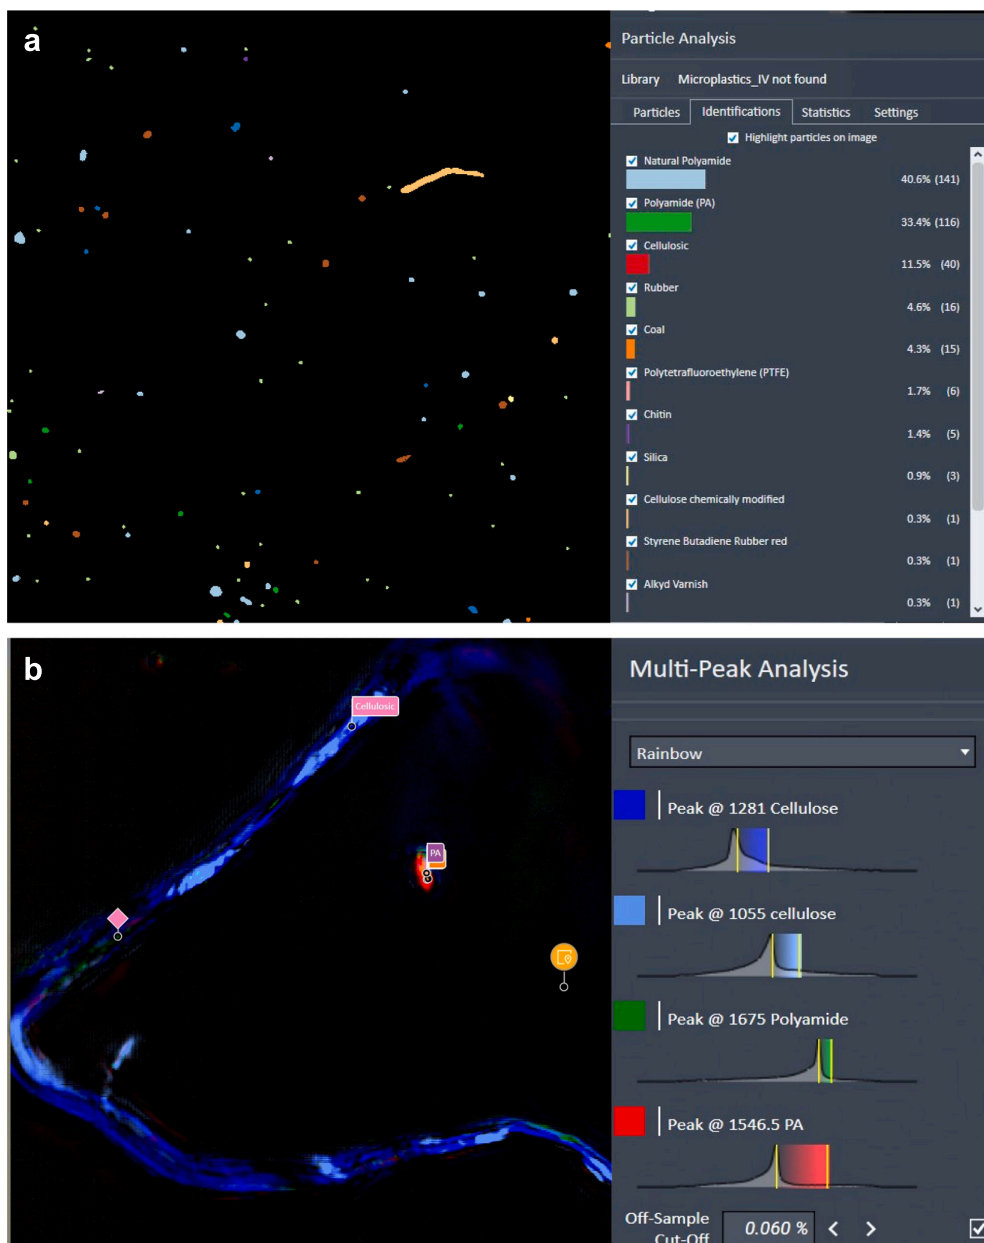 a
Particle Analysis
Library Microplastics_IV not found
Particles Identifications Statistics Settings
Highlight particles on image
Natural Polyamide
40.6% (141)
Polyamide (PA)
33.4% (116)
Cellulosic
11.5% (40)
Rubber
4.6% (16)
Coal
4.3% (15)
Polytetrafluoroethylene (PTFE)
1.7% (6)
Chitin
1.4% (5)
Silica
0.9% (3)
Cellulose chemically modified
0.3% (1)
Styrene Butadiene Rubber red
0.3% (1)
Alkyd Varnish
0.3% (1)
b
Cellulosic
PA
Multi-Peak Analysis
Rainbow
Peak @ 1281 Cellulose
Peak @ 1055 cellulose
Peak @ 1675 Polyamide
Peak @ 1546.5 PA
Off-Sample
Cut-Off 0.060 %